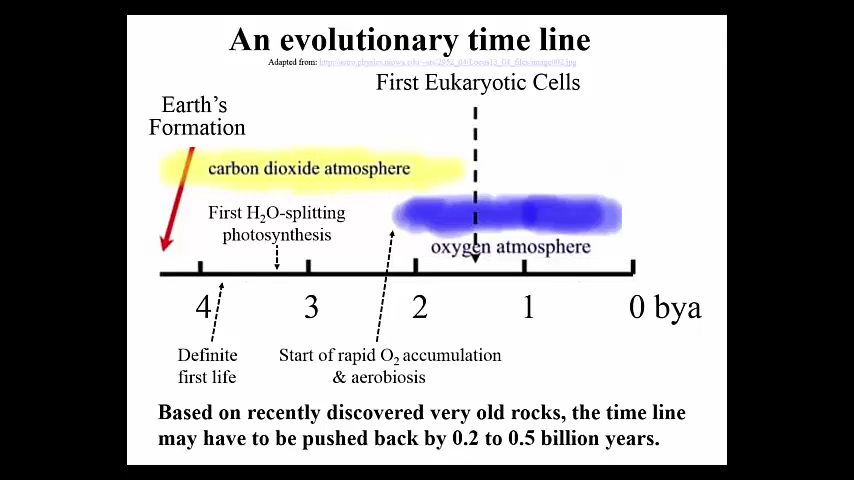 An evolutionary time line
Adapted from:
First Eukaryotic Cells
Earth's
Formation
carbon dioxide atmosphere
First H₂O-splitting
photosynthesis
oxygen atmosphere
4 3 2 1 0 bya
Definite
first life
Start of rapid O₂ accumulation
& aerobiosis
Based on recently discovered very old rocks, the time line
may have to be pushed back by 0.2 to 0.5 billion years.